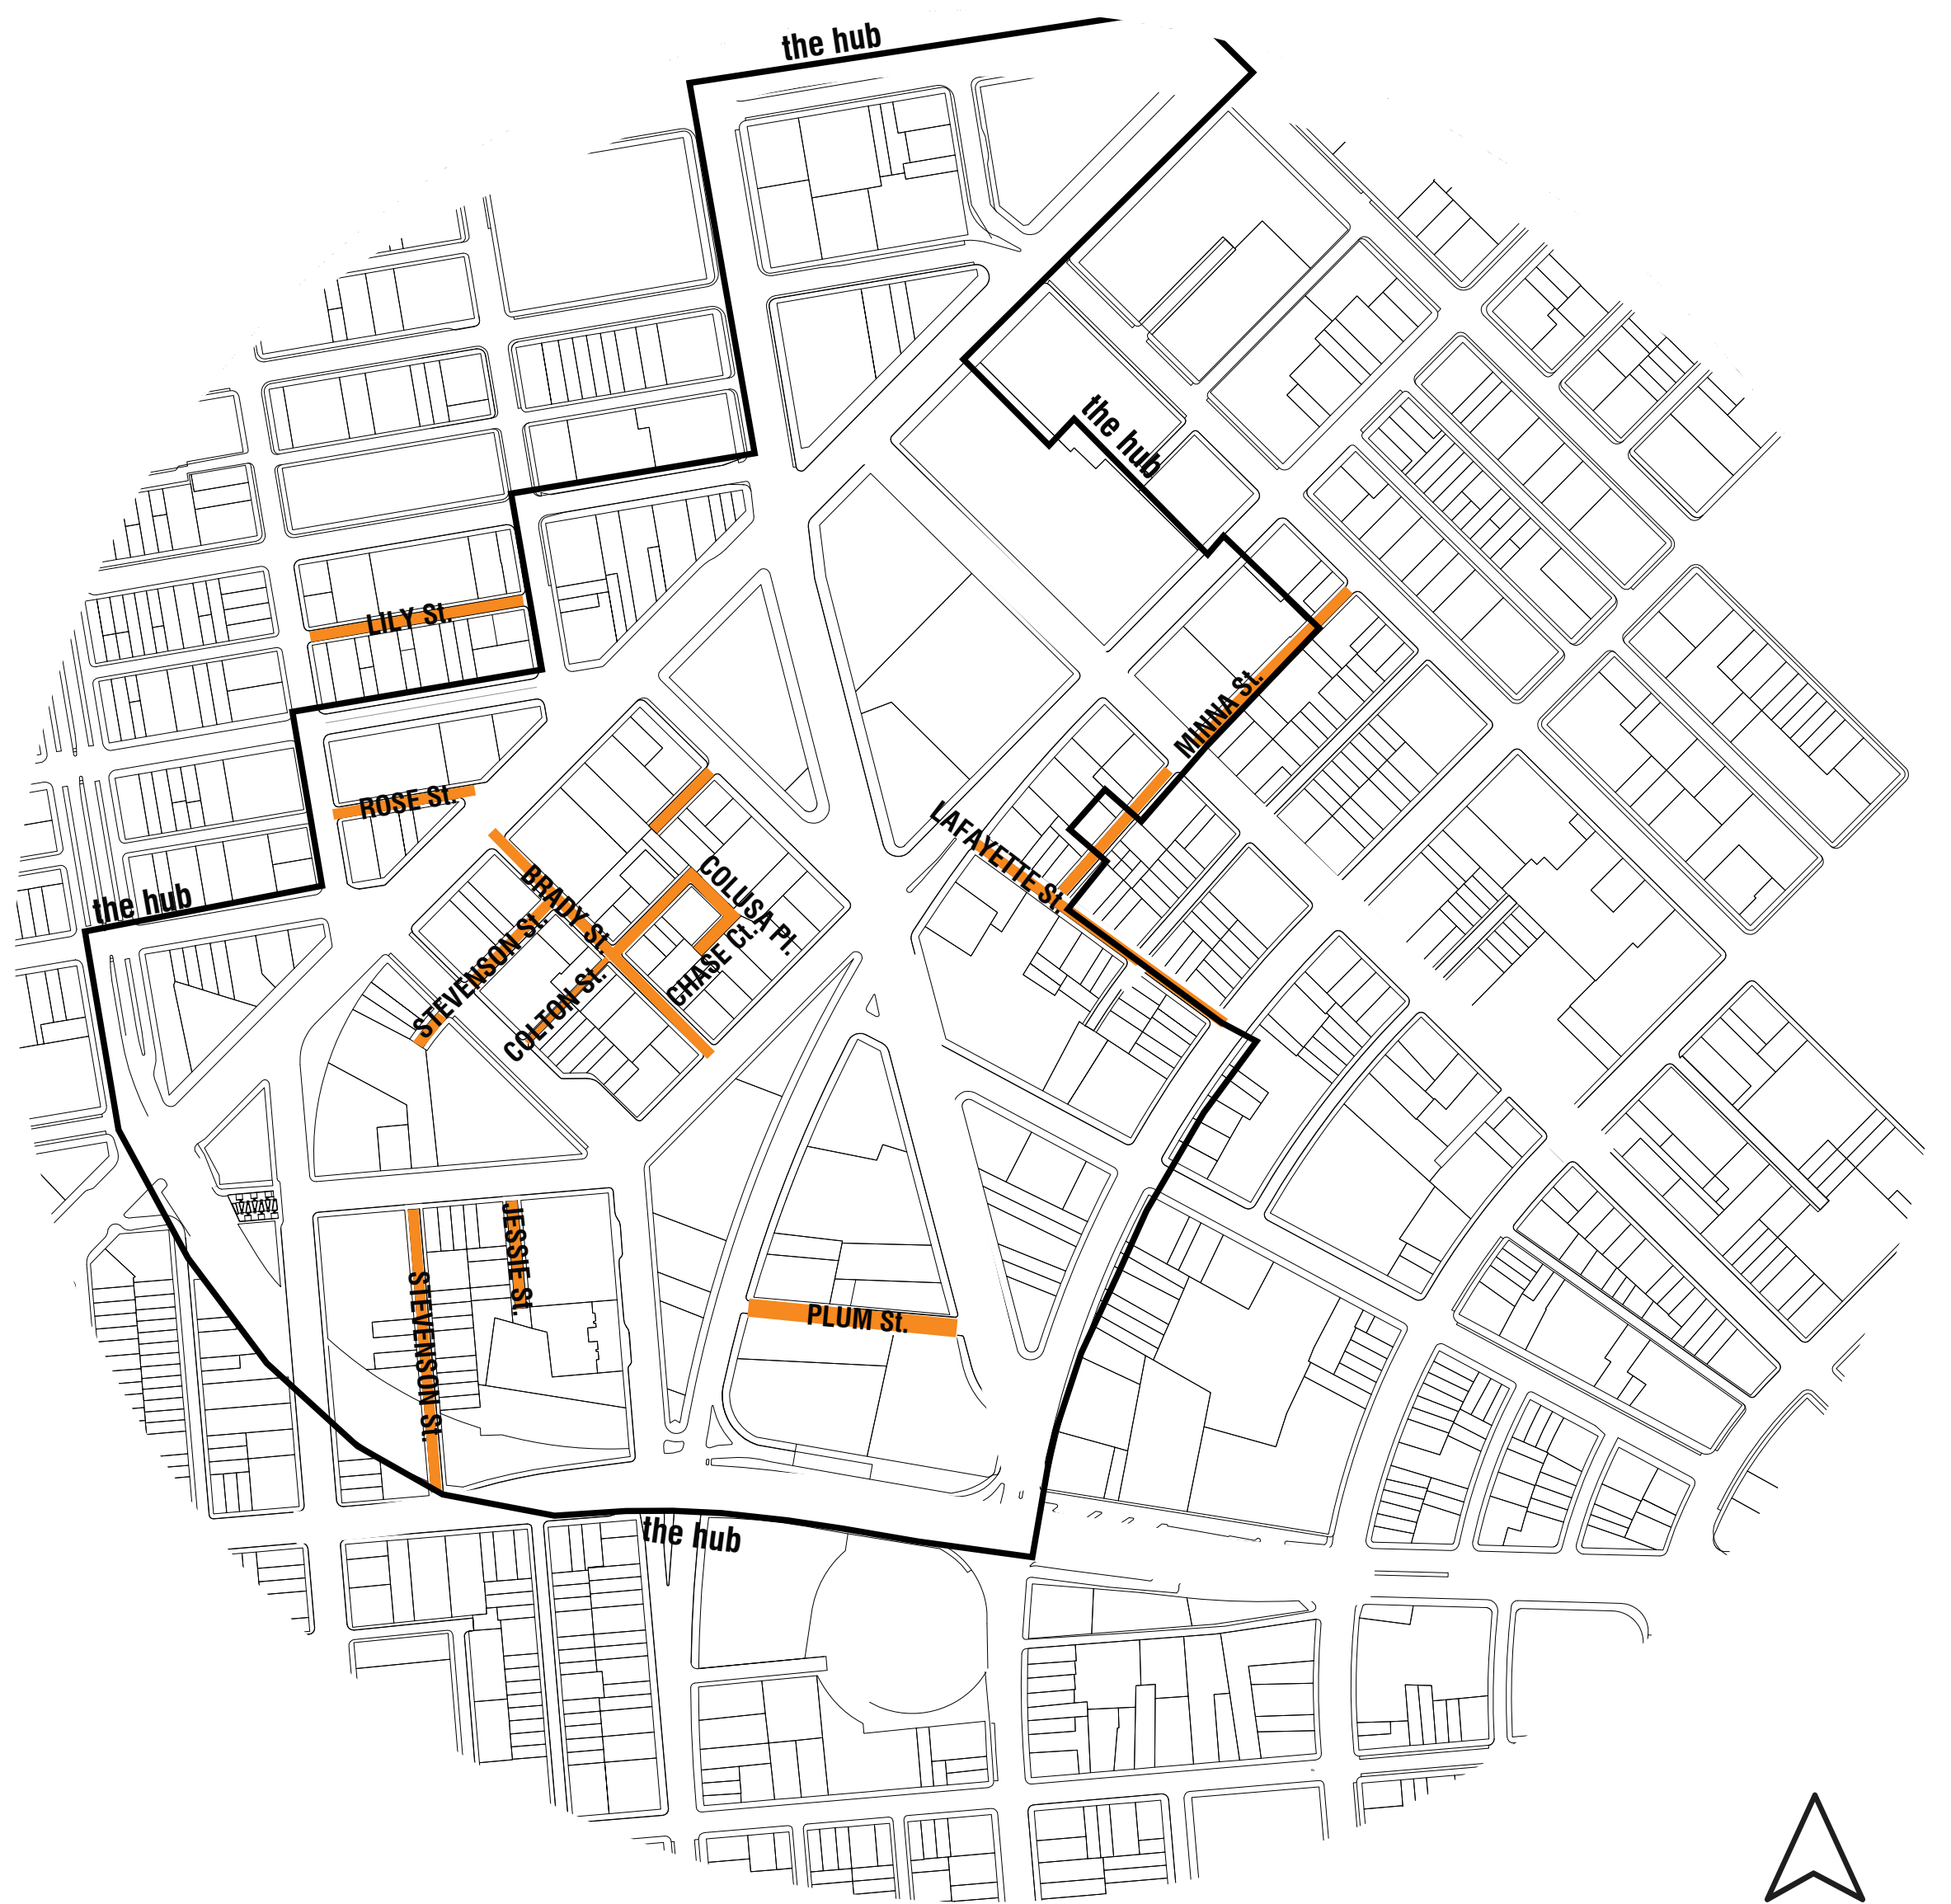 the hub
the hub
LILY St.
MINNA St.
ROSE St.
LAFAYETTE St.
the hub
BRADY St.
COLUSA Pl.
STEVENSON St.
CHASE Ct.
COLTON St.
JESSIE St.
STEVENSON St.
PLUM St.
the hub